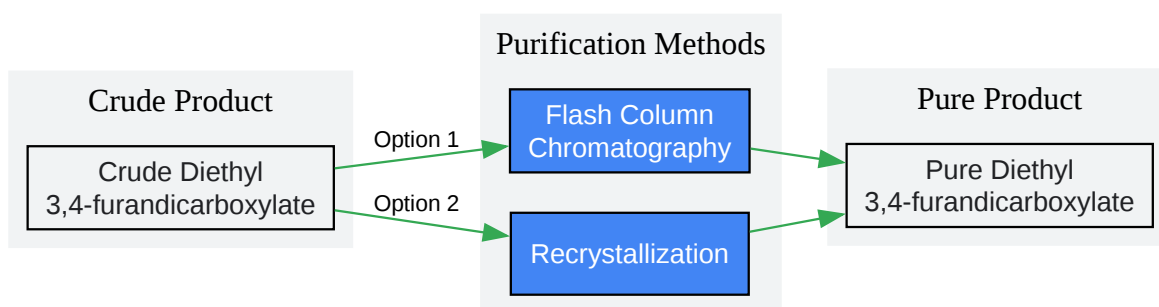 Crude Product
Crude Diethyl
3,4-furandicarboxylate
Option 1
Option 2
Purification Methods
Flash Column
Chromatography
Recrystallization
Pure Product
Pure Diethyl
3,4-furandicarboxylate